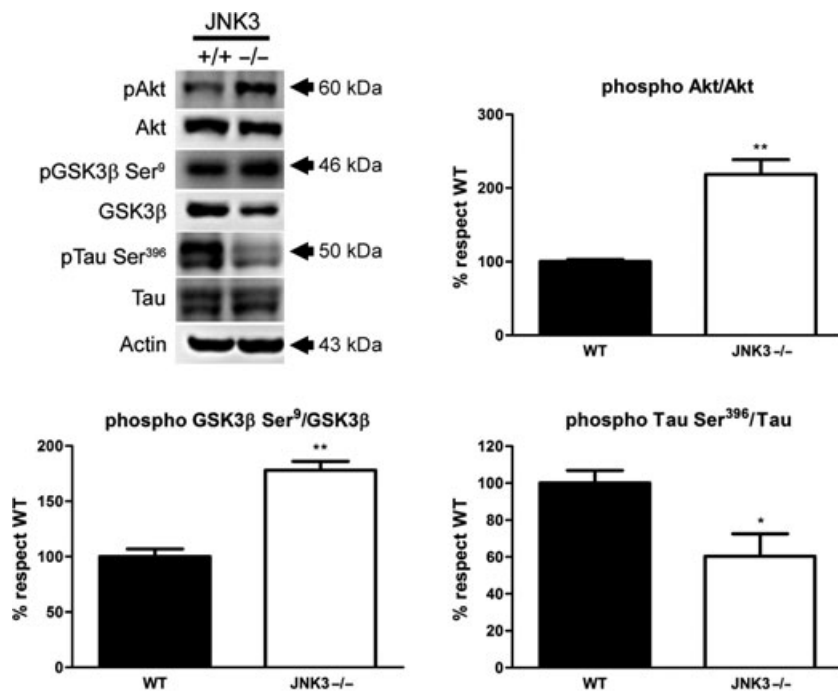 JNK3
+/+ –/–
pAkt 60 kDa
Akt
pGSK3β Ser⁹ 46 kDa
GSK3β
pTau Ser³⁹⁶ 50 kDa
Tau
Actin 43 kDa
phospho Akt/Akt
% respect WT
300
200
100
0
**
WT JNK3 –/–
phospho GSK3β Ser⁹/GSK3β
% respect WT
200
150
100
50
0
**
WT JNK3 –/–
phospho Tau Ser³⁹⁶/Tau
% respect WT
120
100
80
60
40
20
0
*
WT JNK3 –/–